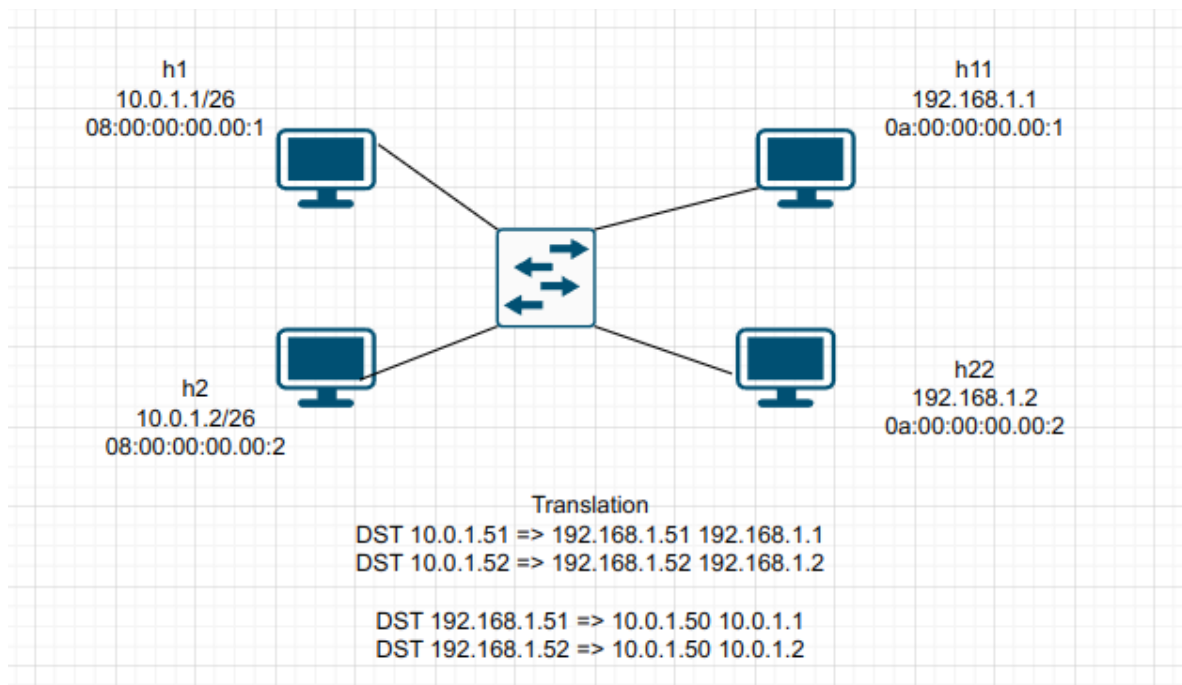 h1
10.0.1.1/26
08:00:00:00.00:1
h11
192.168.1.1
0a:00:00:00.00:1
h2
10.0.1.2/26
08:00:00:00.00:2
h22
192.168.1.2
0a:00:00:00.00:2
Translation
DST 10.0.1.51 => 192.168.1.51 192.168.1.1
DST 10.0.1.52 => 192.168.1.52 192.168.1.2
DST 192.168.1.51 => 10.0.1.50 10.0.1.1
DST 192.168.1.52 => 10.0.1.50 10.0.1.2